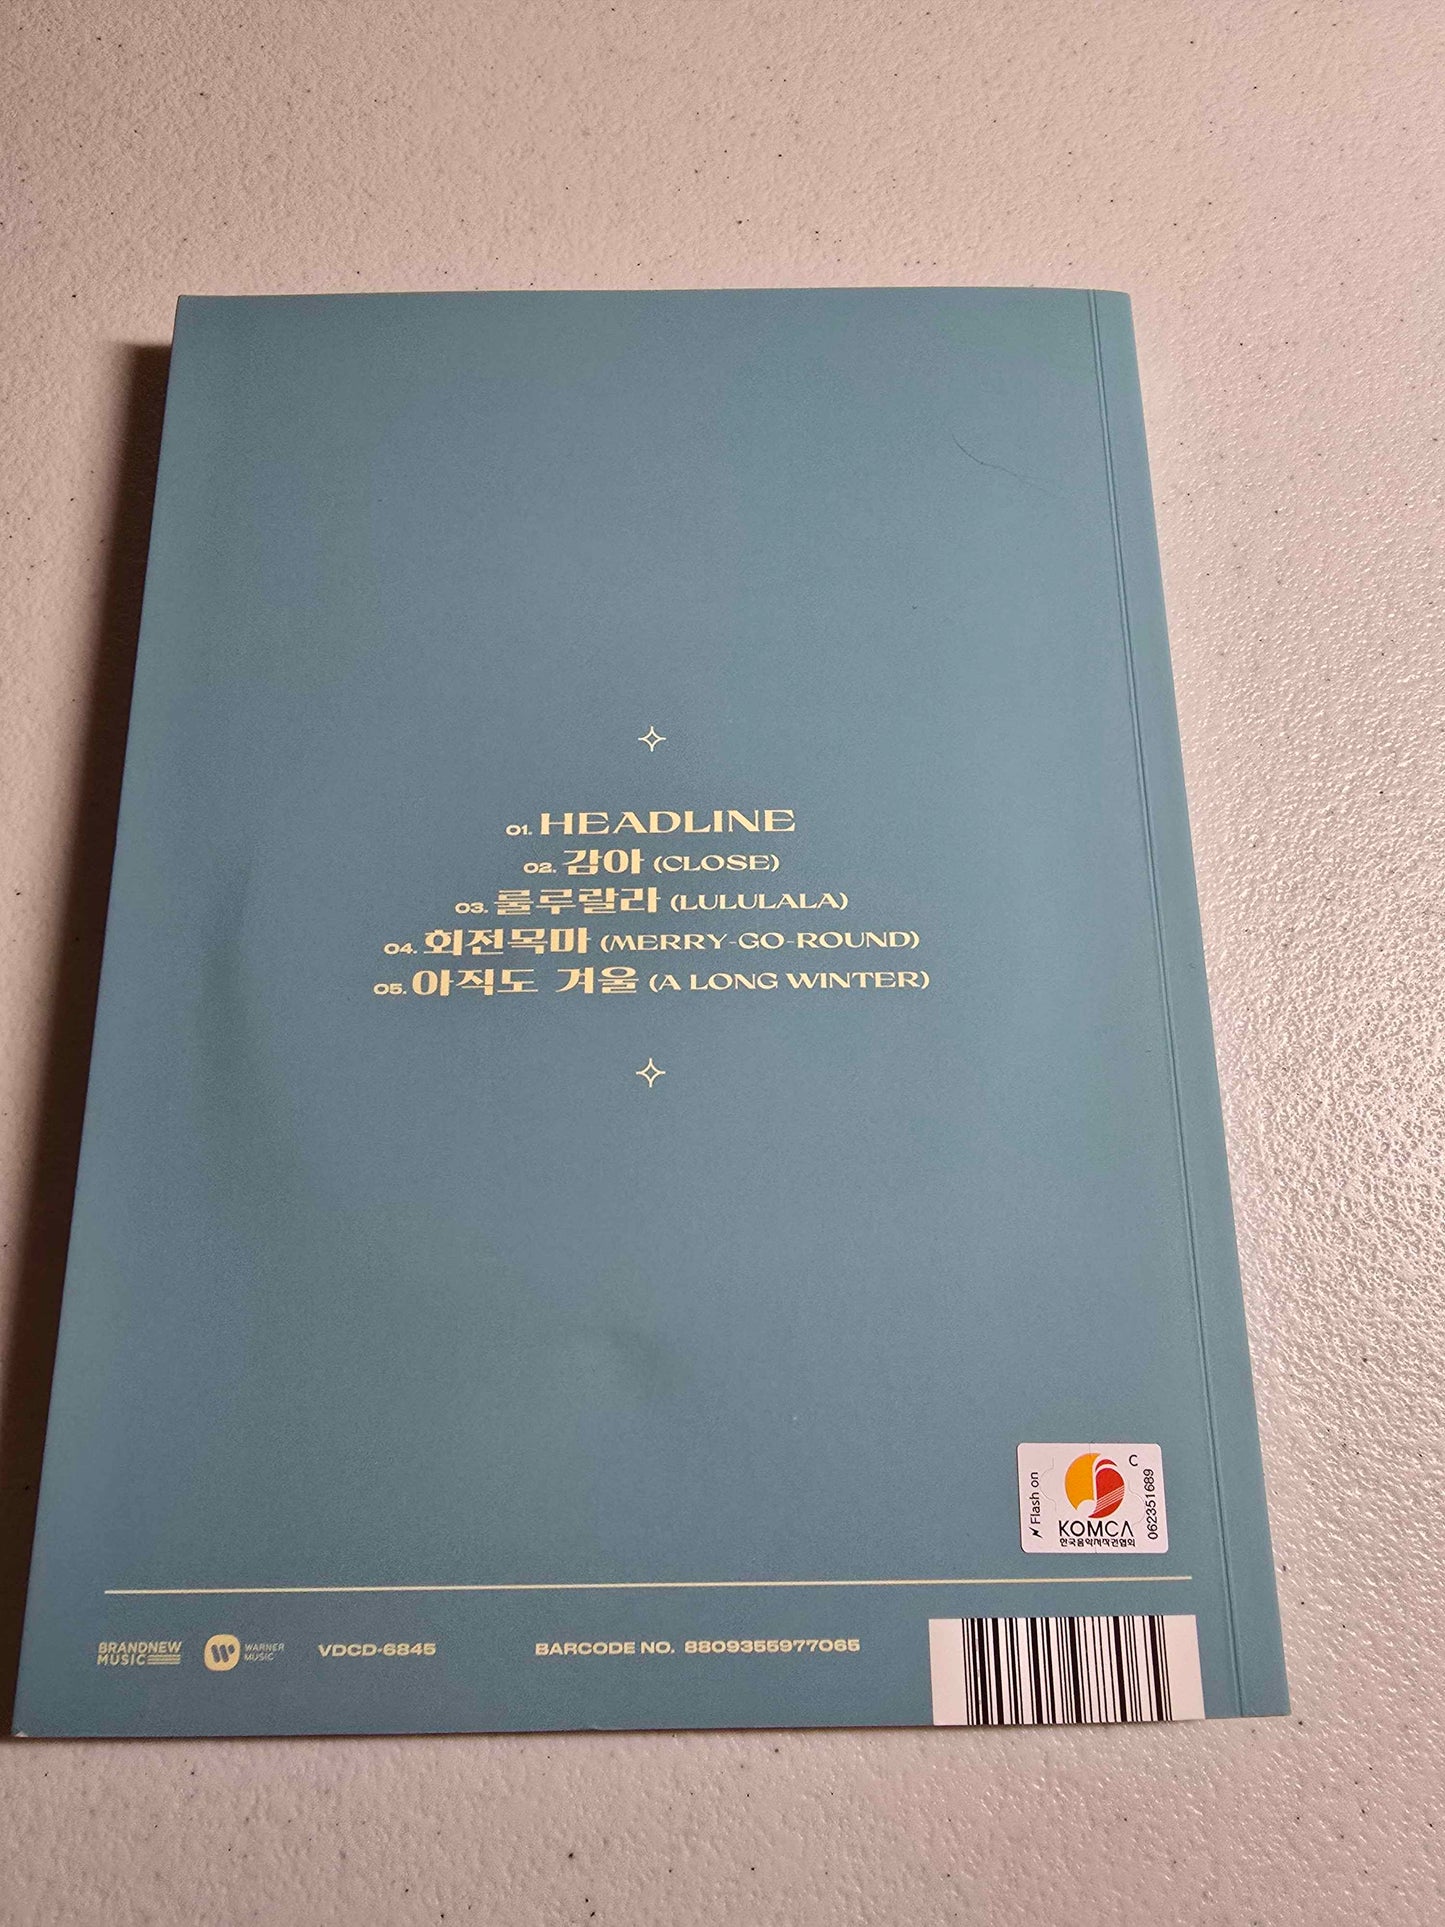 01. HEADLINE
02. 감아 (CLOSE)
03. 룰루랄라 (LULULALA)
04. 회전목마 (MERRY-GO-ROUND)
05. 아직도 겨울 (A LONG WINTER)
Flash on
C
KOMCA
한국음악저작권협회
062351689
BRANDNEW
MUSIC
WARNER
MUSIC
VDCD-6845
BARCODE NO. 8809355977065